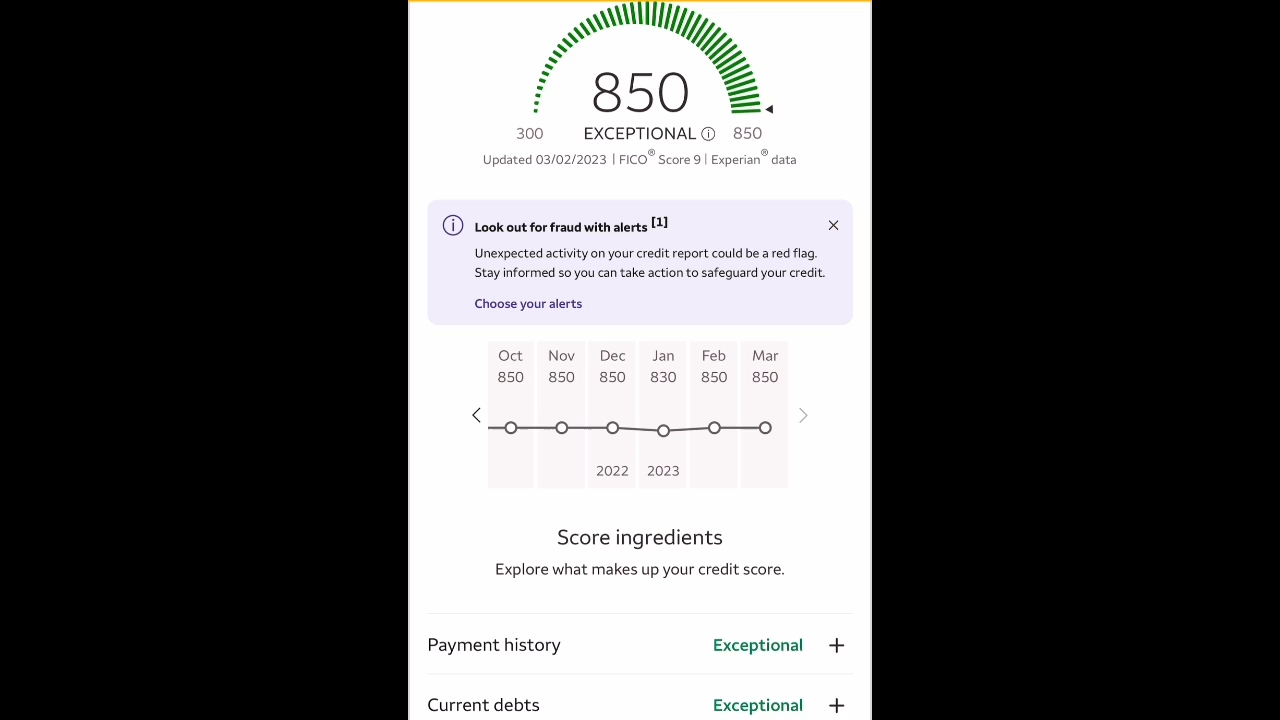 850
300 EXCEPTIONAL ⓘ 850
Updated 03/02/2023 | FICO® Score 9 | Experian® data
Look out for fraud with alerts [1]
Unexpected activity on your credit report could be a red flag.
Stay informed so you can take action to safeguard your credit.
Choose your alerts
Oct Nov Dec Jan Feb Mar
850 850 850 830 850 850
2022 2023
Score ingredients
Explore what makes up your credit score.
Payment history Exceptional +
Current debts Exceptional +